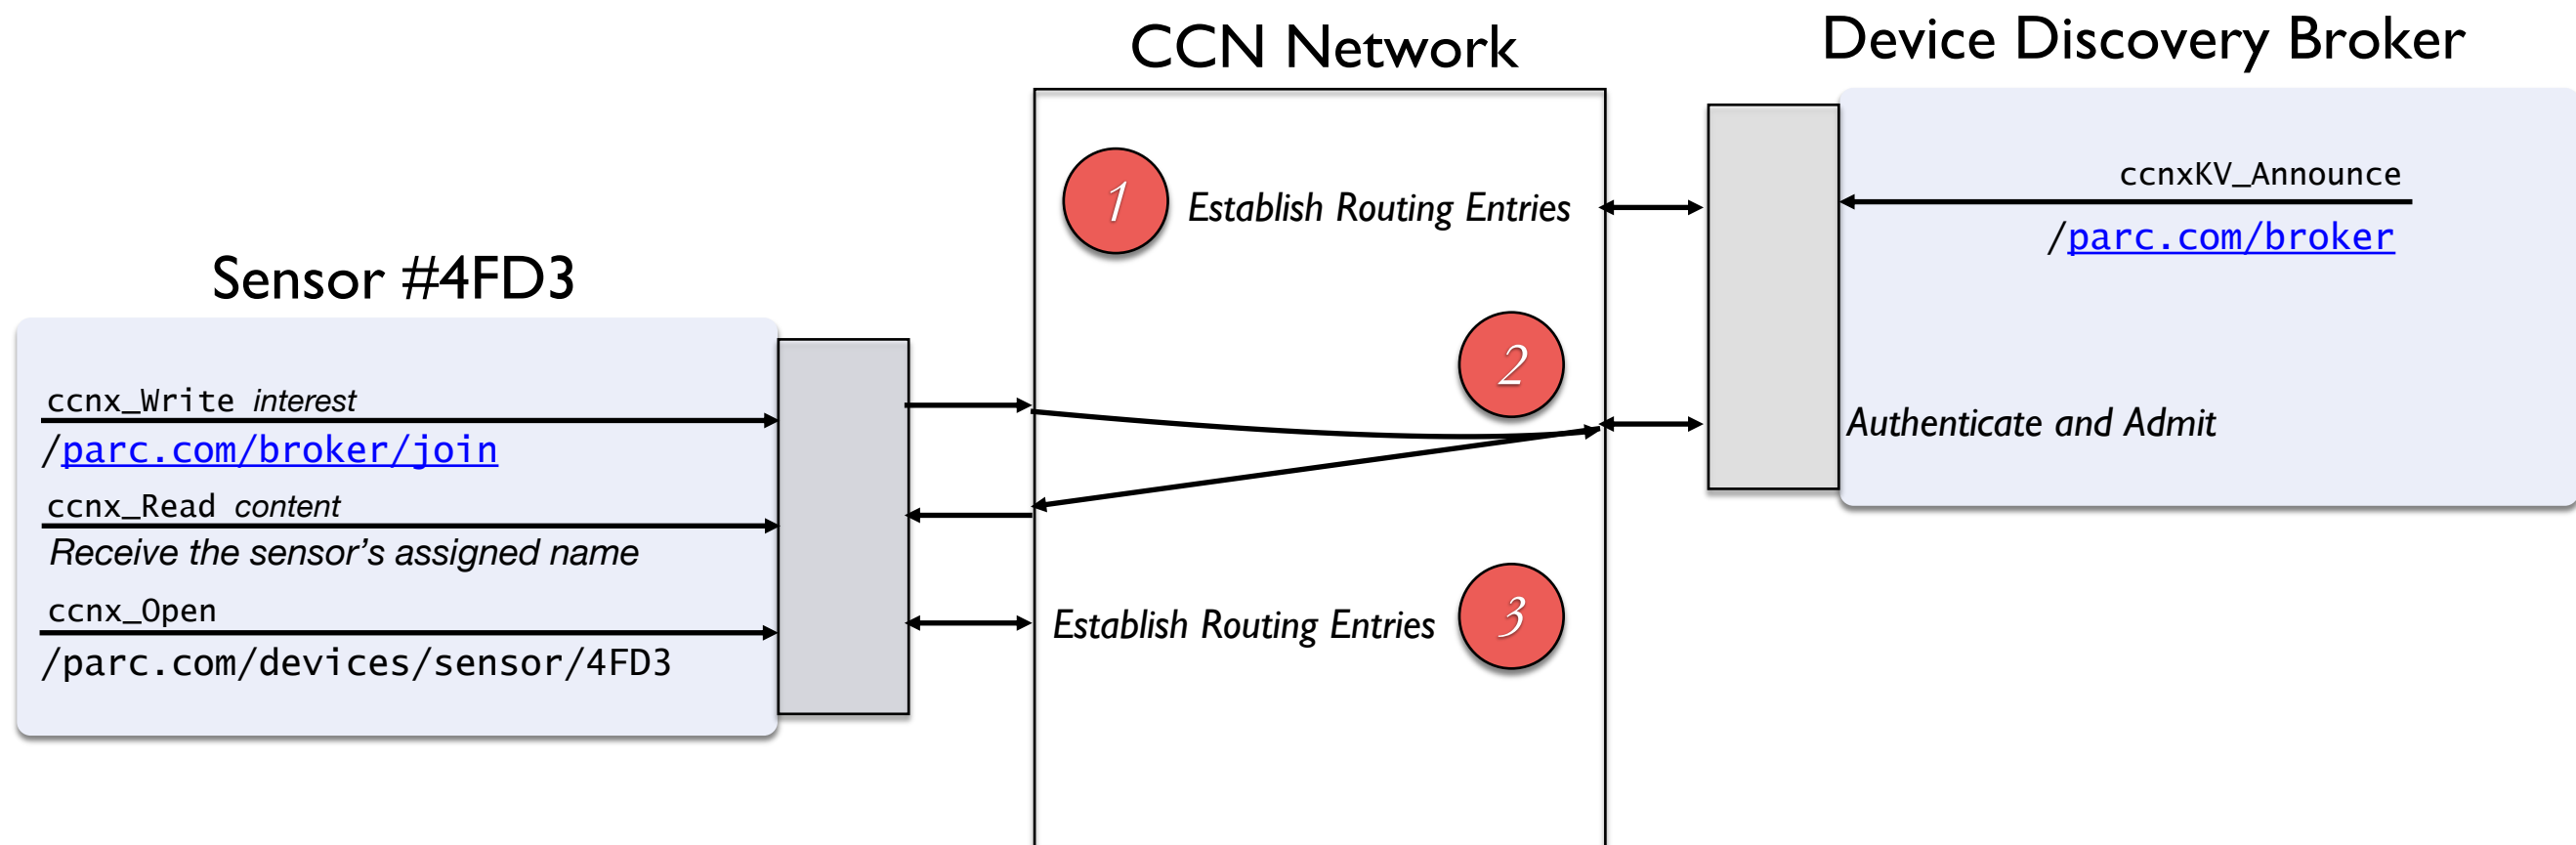 CCN Network
Device Discovery Broker
1
Establish Routing Entries
ccnxKV_Announce
/parc.com/broker
Sensor #4FD3
2
ccnx_Write interest
/parc.com/broker/join
Authenticate and Admit
ccnx_Read content
Receive the sensor’s assigned name
ccnx_Open
/parc.com/devices/sensor/4FD3
Establish Routing Entries
3